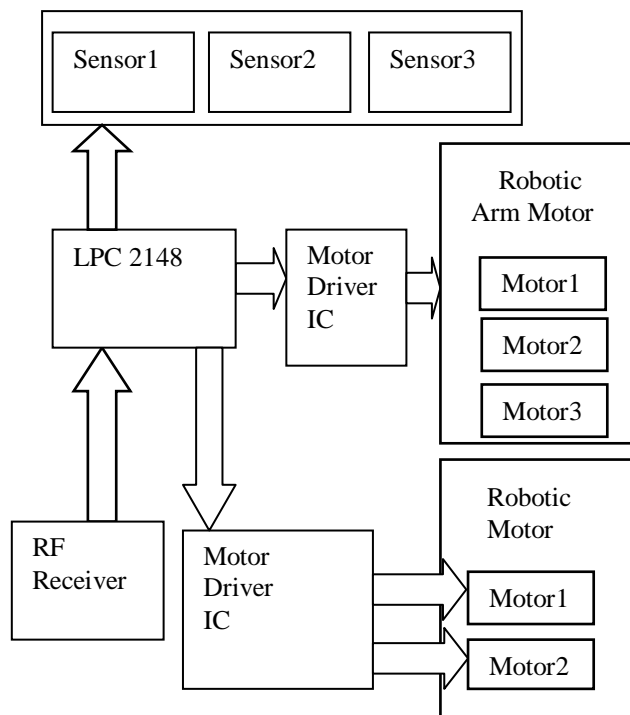 Sensor1
Sensor2
Sensor3
LPC 2148
Motor
Driver
IC
Robotic
Arm Motor
Motor1
Motor2
Motor3
RF
Receiver
Motor
Driver
IC
Robotic
Motor
Motor1
Motor2